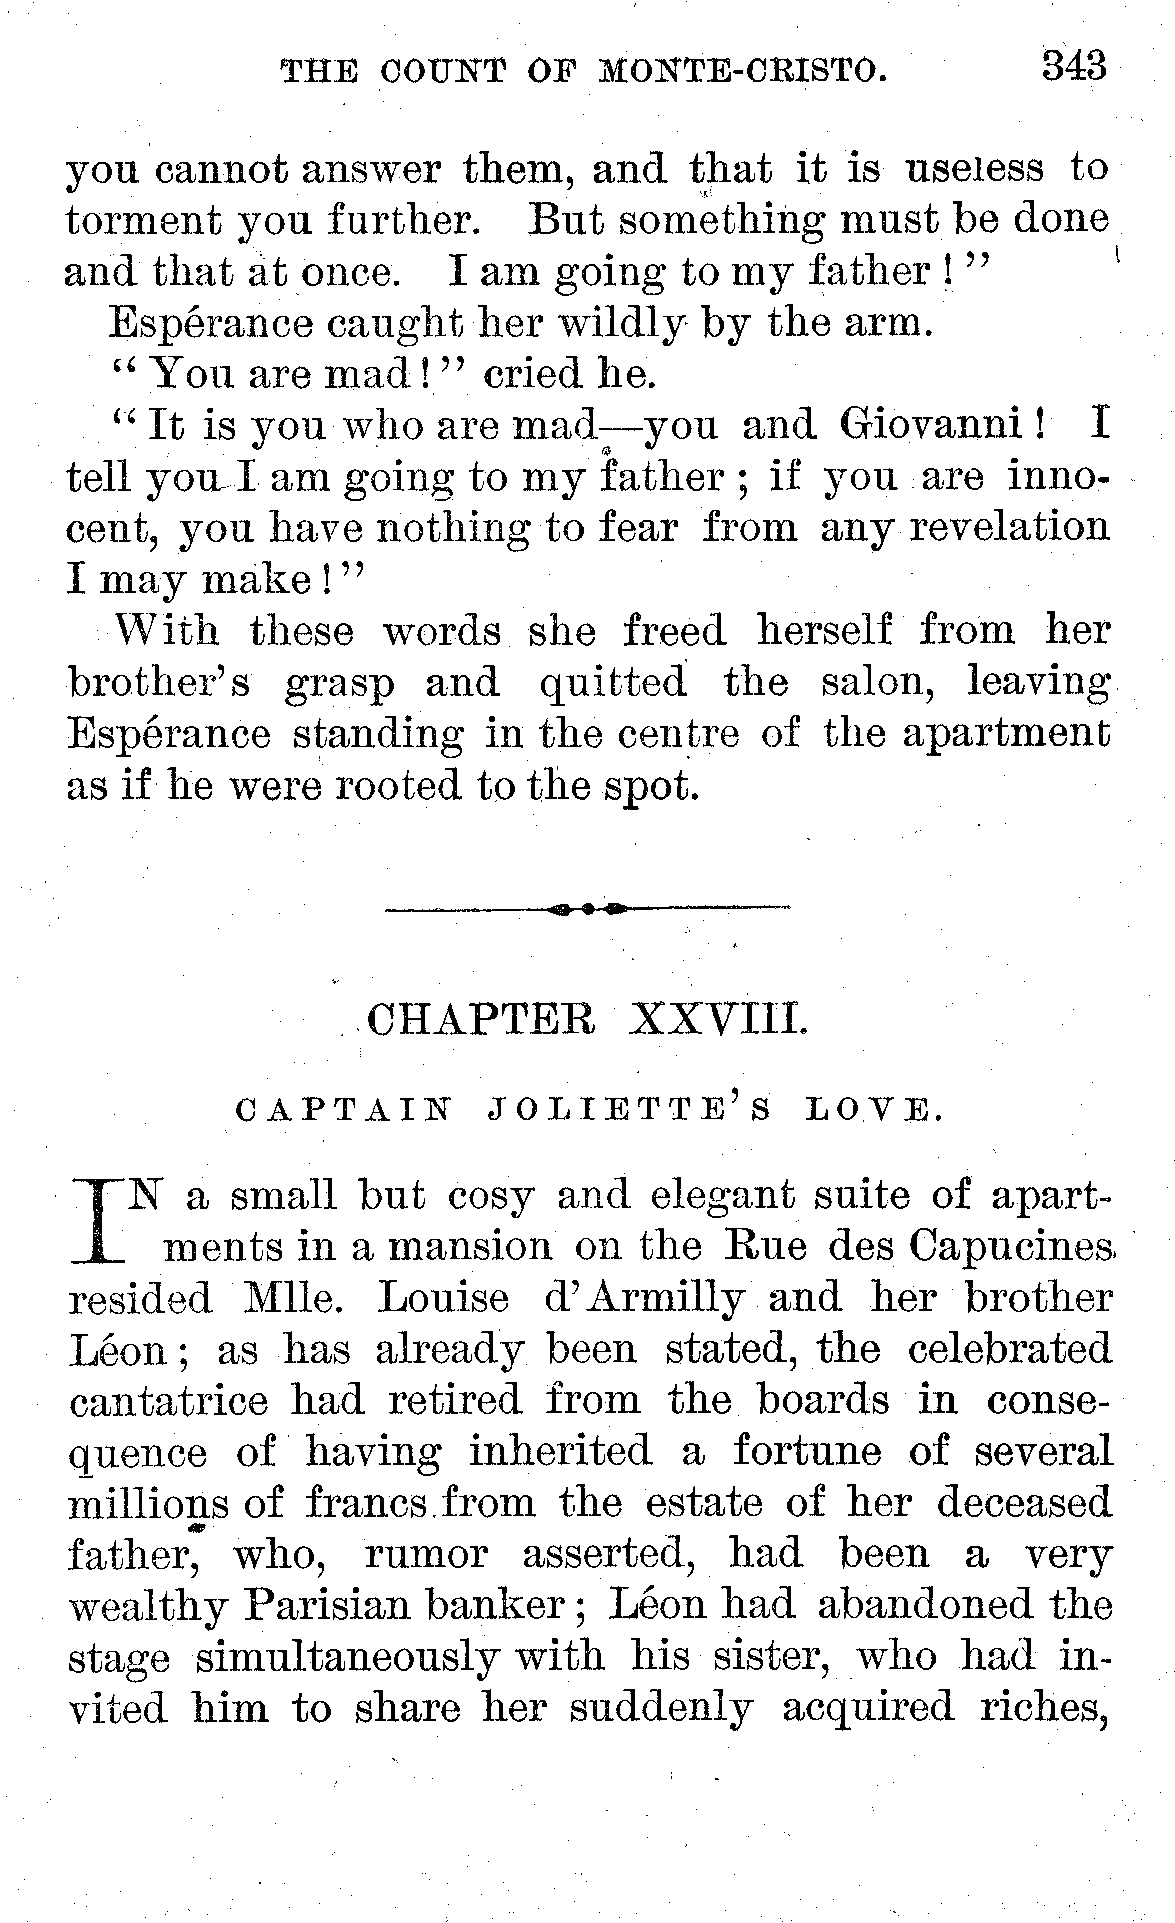 THE COUNT OF MONTE-CRISTO. 343
you cannot answer them, and that it is useless to
torment you further. But something must be done
and that at once. I am going to my father!"
Espérance caught her wildly by the arm.
"You are mad!" cried he.
"It is you who are mad—you and Giovanni! I
tell you I am going to my father; if you are inno-
cent, you have nothing to fear from any revelation
I may make!"
With these words she freed herself from her
brother's grasp and quitted the salon, leaving
Espérance standing in the centre of the apartment
as if he were rooted to the spot.
CHAPTER XXVIII.
CAPTAIN JOLIETTE'S LOVE.
IN a small but cosy and elegant suite of apart-
ments in a mansion on the Rue des Capucines,
resided Mlle. Louise d'Armilly and her brother
Léon; as has already been stated, the celebrated
cantatrice had retired from the boards in conse-
quence of having inherited a fortune of several
millions of francs from the estate of her deceased
father, who, rumor asserted, had been a very
wealthy Parisian banker; Léon had abandoned the
stage simultaneously with his sister, who had in-
vited him to share her suddenly acquired riches,